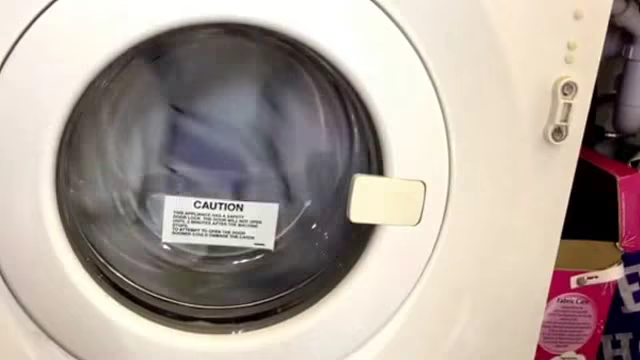 CAUTION
THIS APPLIANCE HAS A SAFETY
DOOR LOCK. THE DOOR WILL NOT OPEN
UNTIL 2 MINUTES AFTER THE MACHINE
STOPS.
TO ATTEMPT TO OPEN THE DOOR
SOONER COULD DAMAGE THE CATCH
Fabric Care